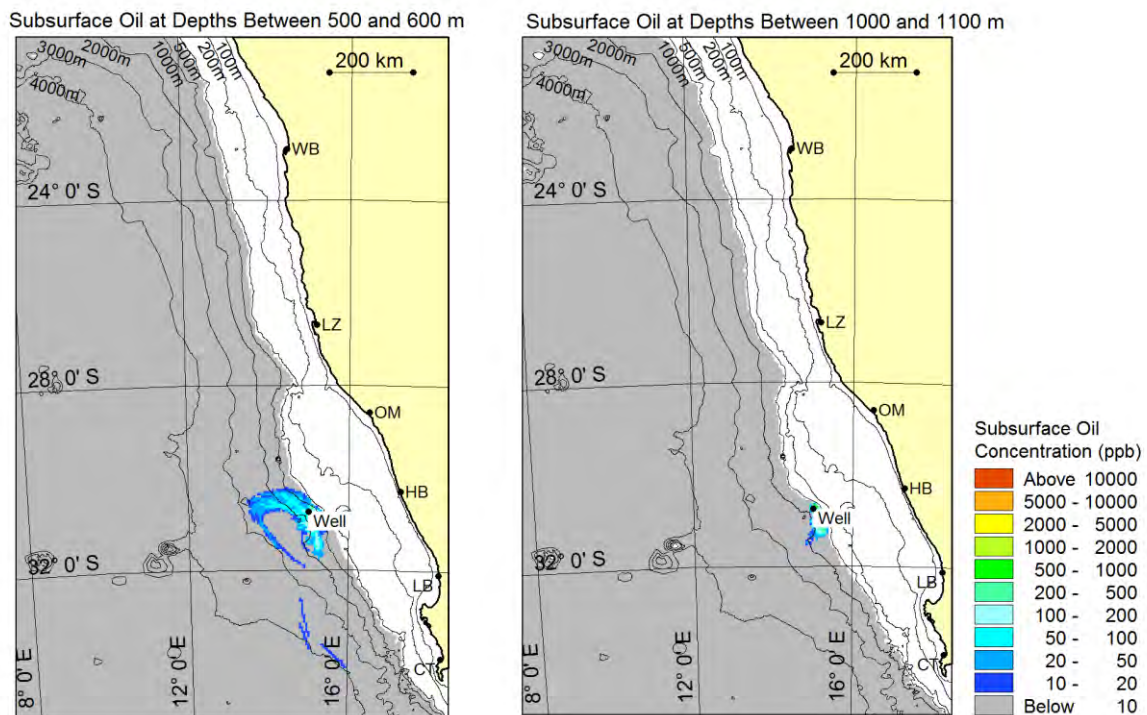 Subsurface Oil at Depths Between 500 and 600 m
3000m
2000m
1000m
500m
200m
100m
4000m
200 km
WB
24° 0' S
LZ
28° 0' S
OM
HB
Well
32° 0' S
LB
CT
8° 0' E
12° 0' E
16° 0' E
Subsurface Oil at Depths Between 1000 and 1100 m
3000m
2000m
1000m
500m
200m
100m
4000m
200 km
WB
24° 0' S
LZ
28° 0' S
OM
HB
Well
32° 0' S
LB
CT
8° 0' E
12° 0' E
16° 0' E
Subsurface Oil
Concentration (ppb)
Above 10000
5000 - 10000
2000 - 5000
1000 - 2000
500 - 1000
200 - 500
100 - 200
50 - 100
20 - 50
10 - 20
Below 10